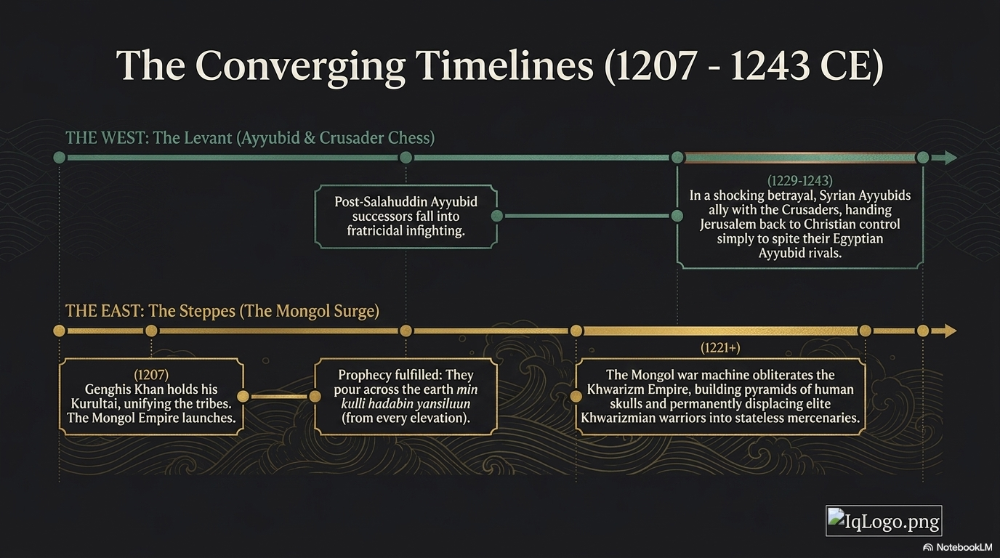 The Converging Timelines (1207 - 1243 CE)
THE WEST: The Levant (Ayyubid & Crusader Chess)
Post-Salahuddin Ayyubid
successors fall into
fratricidal infighting.
(1229-1243)
In a shocking betrayal, Syrian Ayyubids
ally with the Crusaders, handing
Jerusalem back to Christian control
simply to spite their Egyptian
Ayyubid rivals.
THE EAST: The Steppes (The Mongol Surge)
(1207)
Genghis Khan holds his
Kurultai, unifying the tribes.
The Mongol Empire launches.
Prophecy fulfilled: They
pour across the earth min
kulli hadabin yansiluun
(from every elevation).
(1221+)
The Mongol war machine obliterates the
Khwarizm Empire, building pyramids of human
skulls and permanently displacing elite
Khwarizmian warriors into stateless mercenaries.
IqLogo.png
NotebookLM